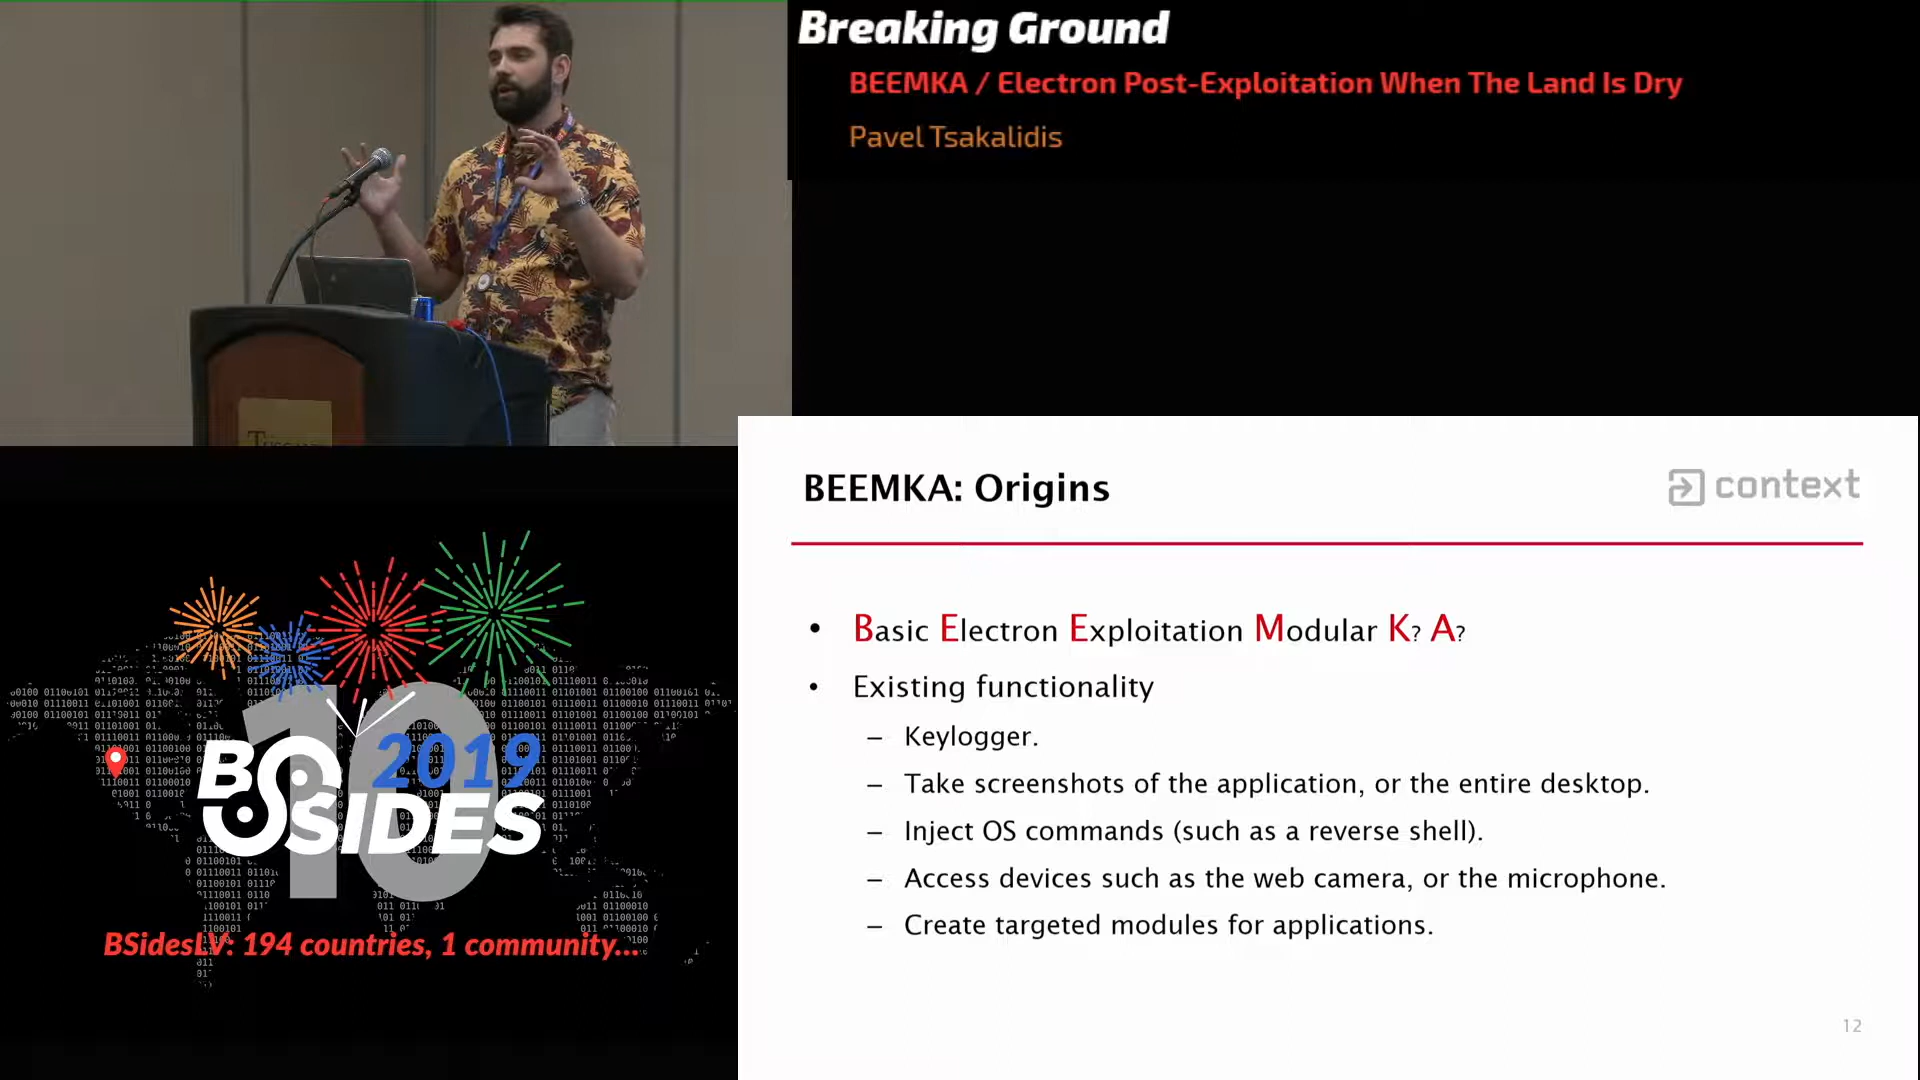 Breaking Ground
BEEMKA / Electron Post-Exploitation When The Land Is Dry
Pavel Tsakalidis
BEEMKA: Origins
context
• Basic Electron Exploitation Modular K? A?
• Existing functionality
– Keylogger.
– Take screenshots of the application, or the entire desktop.
– Inject OS commands (such as a reverse shell).
– Access devices such as the web camera, or the microphone.
– Create targeted modules for applications.
12
10
2019
BSIDES
BSidesLV: 194 countries, 1 community...